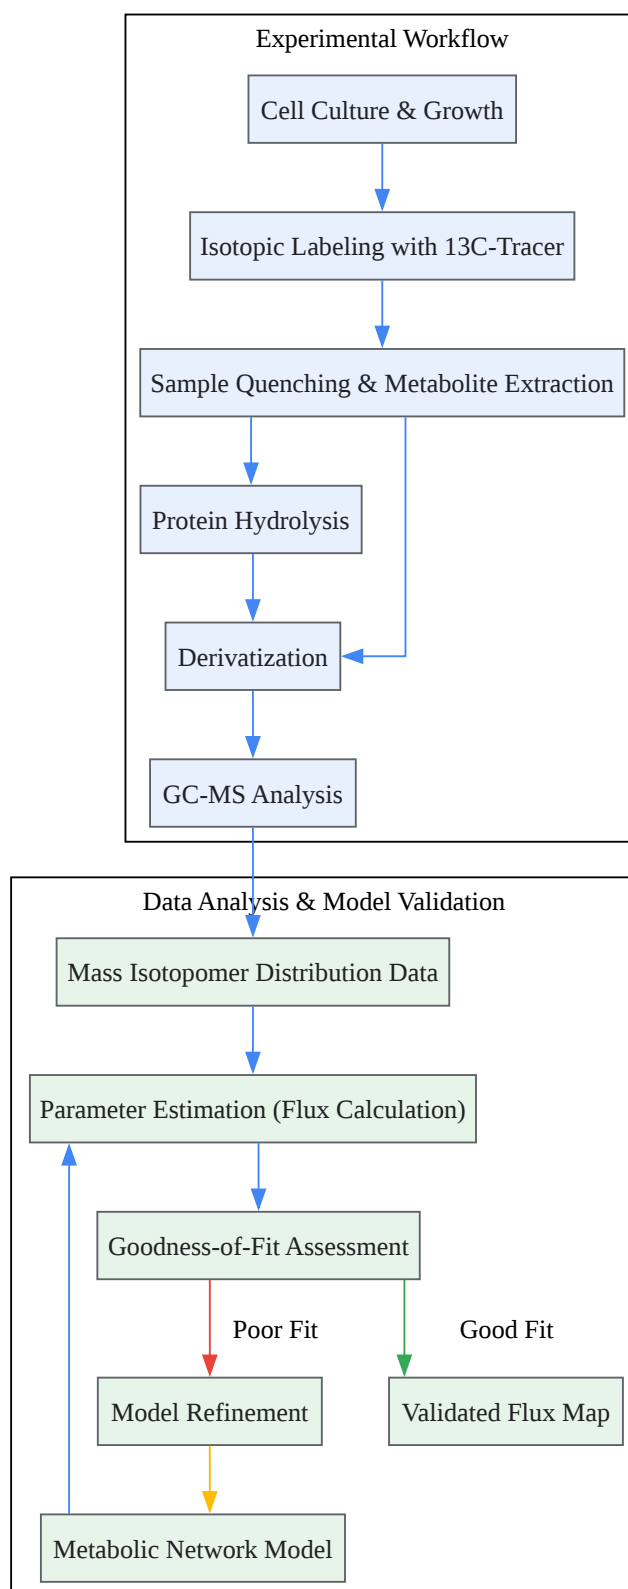 Experimental Workflow
Cell Culture & Growth
Isotopic Labeling with 13C-Tracer
Sample Quenching & Metabolite Extraction
Protein Hydrolysis
Derivatization
GC-MS Analysis
Data Analysis & Model Validation
Mass Isotopomer Distribution Data
Parameter Estimation (Flux Calculation)
Goodness-of-Fit Assessment
Poor Fit
Good Fit
Model Refinement
Validated Flux Map
Metabolic Network Model